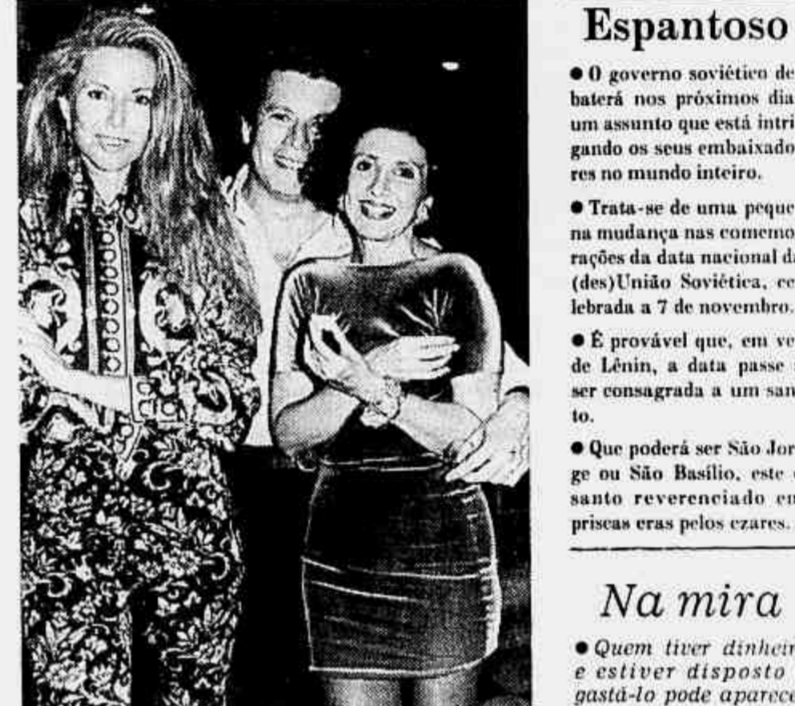 Espantoso
● O governo soviético de
baterá nos próximos dia
um assunto que está intri
gando os seus embaixado
res no mundo inteiro.
● Trata-se de uma peque
na mudança nas comemo
rações da data nacional d
(des)União Soviética, ce
lebrada a 7 de novembro.
● É provável que, em ve
de Lênin, a data passe
ser consagrada a um san
to.
● Que poderá ser São Jor
ge ou São Basílio, este
santo reverenciado em
priscas eras pelos czares.
Na mira
● Quem tiver dinheir
e estiver disposto
gastá-lo pode aparece